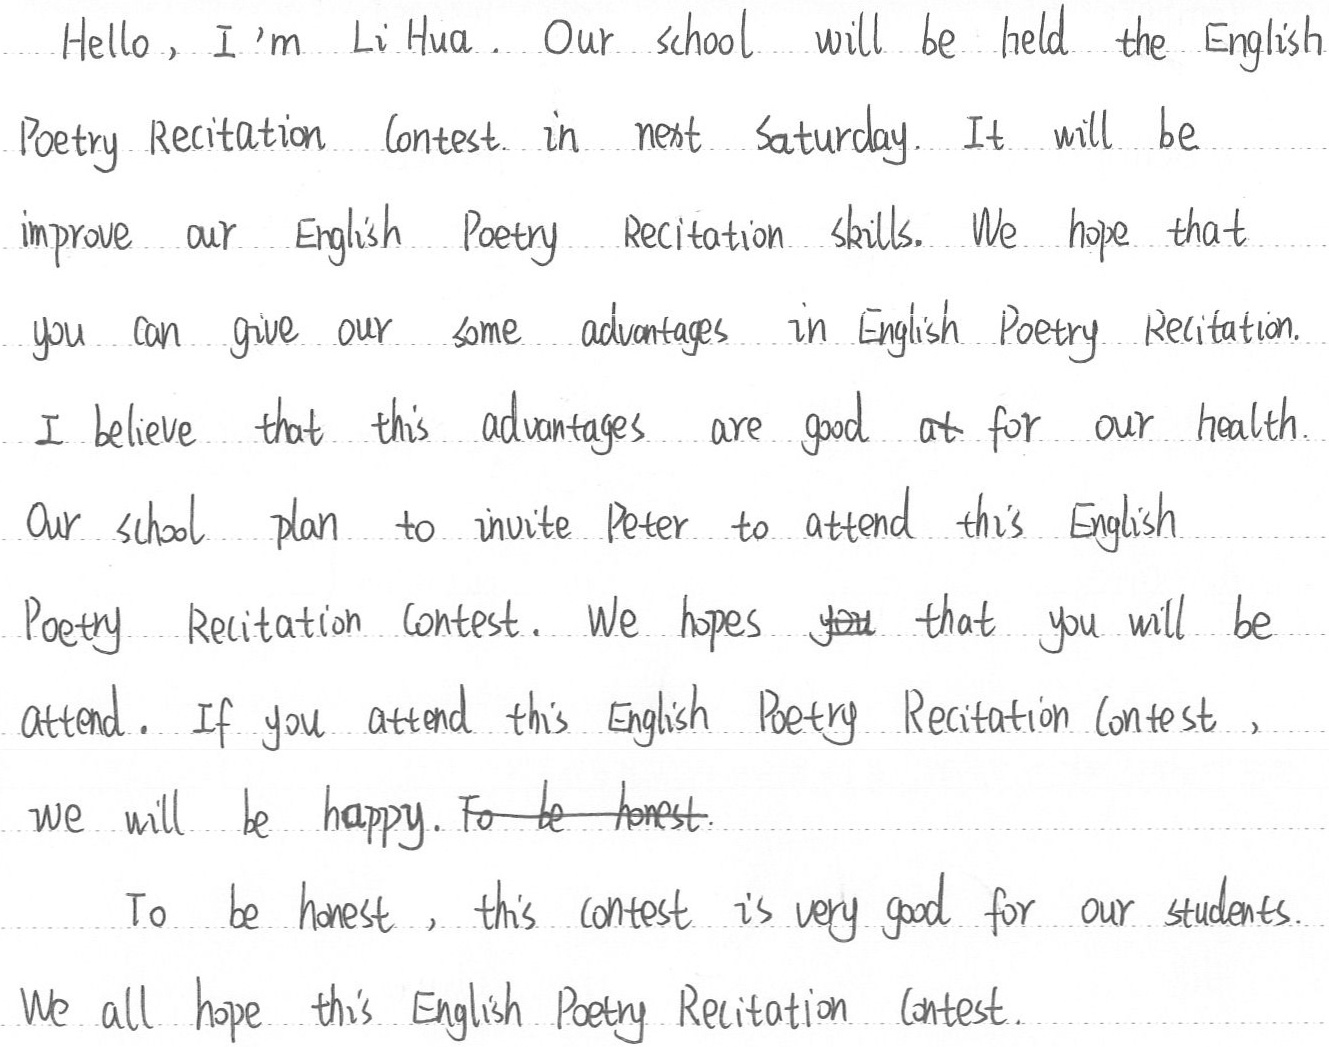 Hello, I'm Li Hua. Our school will be held the English
Poetry Recitation Contest in next Saturday. It will be
improve our English Poetry Recitation skills. We hope that
you can give our some advantages in English Poetry Recitation.
I believe that this advantages are good at for our health.
Our school plan to invite Peter to attend this English
Poetry Recitation Contest. We hopes you that you will be
attend. If you attend this English Poetry Recitation Contest,
we will be happy. To be honest.
To be honest, this contest is very good for our students.
We all hope this English Poetry Recitation Contest.